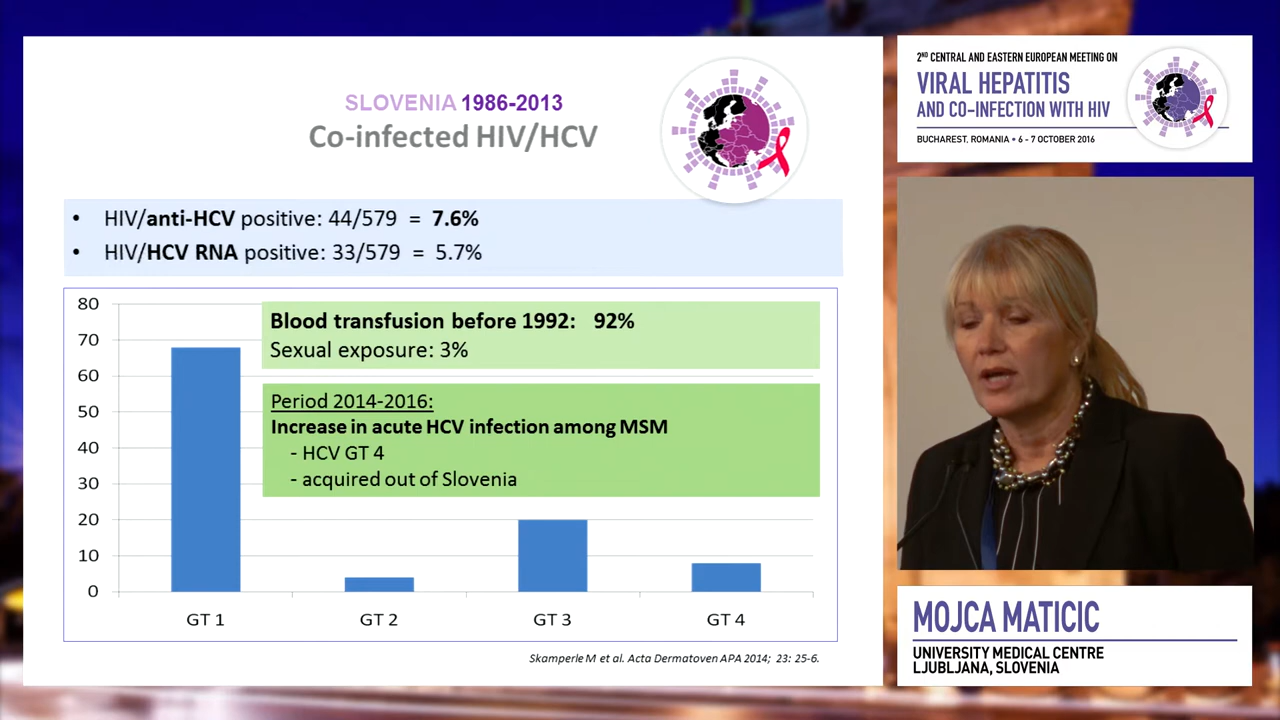 SLOVENIA 1986-2013
Co-infected HIV/HCV
• HIV/anti-HCV positive: 44/579 = 7.6%
• HIV/HCV RNA positive: 33/579 = 5.7%
80
70
60
50
40
30
20
10
0
Blood transfusion before 1992: 92%
Sexual exposure: 3%
Period 2014-2016:
Increase in acute HCV infection among MSM
- HCV GT 4
- acquired out of Slovenia
GT 1
GT 2
GT 3
GT 4
Skamperle M et al. Acta Dermatoven APA 2014; 23: 25-6.
2ND CENTRAL AND EASTERN EUROPEAN MEETING ON
VIRAL HEPATITIS
AND CO-INFECTION WITH HIV
BUCHAREST, ROMANIA • 6 - 7 OCTOBER 2016
MOJCA MATICIC
UNIVERSITY MEDICAL CENTRE
LJUBLJANA, SLOVENIA